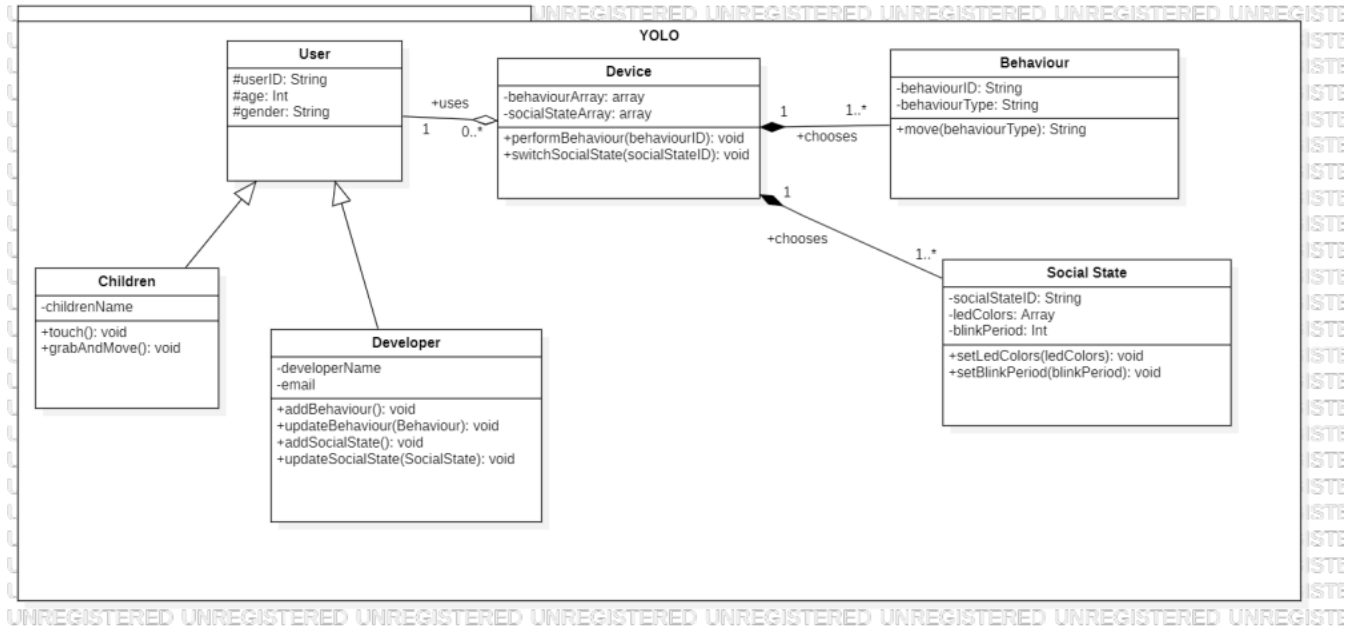 UNREGISTERED UNREGISTERED UNREGISTERED UNREGISTERED UNREGISTERED
YOLO
User
#userID: String
#age: Int
#gender: String
+uses
1
0..*
Device
-behaviourArray: array
-socialStateArray: array
+performBehaviour(behaviourID): void
+switchSocialState(socialStateID): void
1
1..*
+chooses
Behaviour
-behaviourID: String
-behaviourType: String
+move(behaviourType): String
1
+chooses
1..*
Children
-childrenName
+touch(): void
+grabAndMove(): void
Developer
-developerName
-email
+addBehaviour(): void
+updateBehaviour(Behaviour): void
+addSocialState(): void
+updateSocialState(SocialState): void
Social State
-socialStateID: String
-ledColors: Array
-blinkPeriod: Int
+setLedColors(ledColors): void
+setBlinkPeriod(blinkPeriod): void
UNREGISTERED UNREGISTERED UNREGISTERED UNREGISTERED UNREGISTERED UNREGISTERED UNREGISTERED